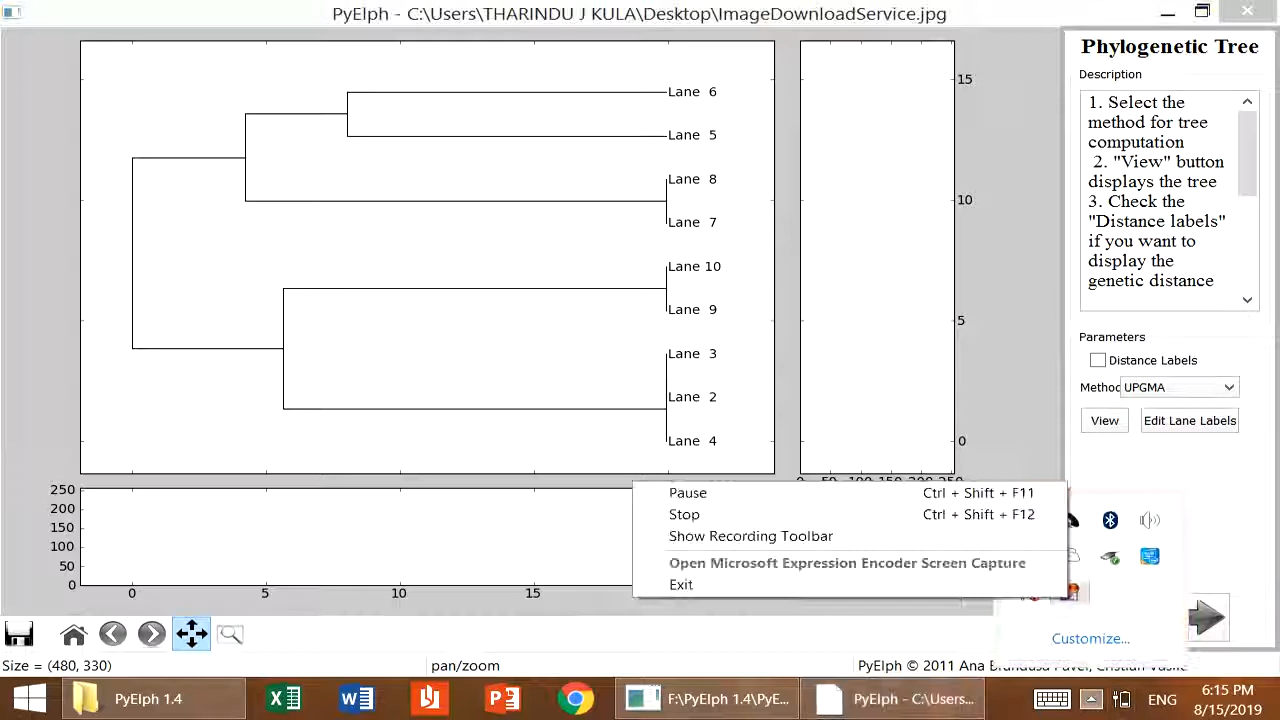 PyElph - C:\Users\THARINDU J KULA\Desktop\ImageDownloadService.jpg
Phylogenetic Tree
Description
1. Select the
method for tree
computation
2. "View" button
displays the tree
3. Check the
"Distance labels"
if you want to
display the
genetic distance
Parameters
Distance Labels
Method UPGMA
View
Edit Lane Labels
Lane 6
Lane 5
Lane 8
Lane 7
Lane 10
Lane 9
Lane 3
Lane 2
Lane 4
15
10
5
0
0 50 100 150 200 250
250
200
150
100
50
0
0 5 10 15
Pause Ctrl + Shift + F11
Stop Ctrl + Shift + F12
Show Recording Toolbar
Open Microsoft Expression Encoder Screen Capture
Exit
Customize...
Size = (480, 330)
pan/zoom
PyElph © 2011 Ana Brandusa Pavel, Cristian Vasile
PyElph 1.4
F:\PyElph 1.4\PyE...
PyElph - C:\Users...
ENG
6:15 PM
8/15/2019